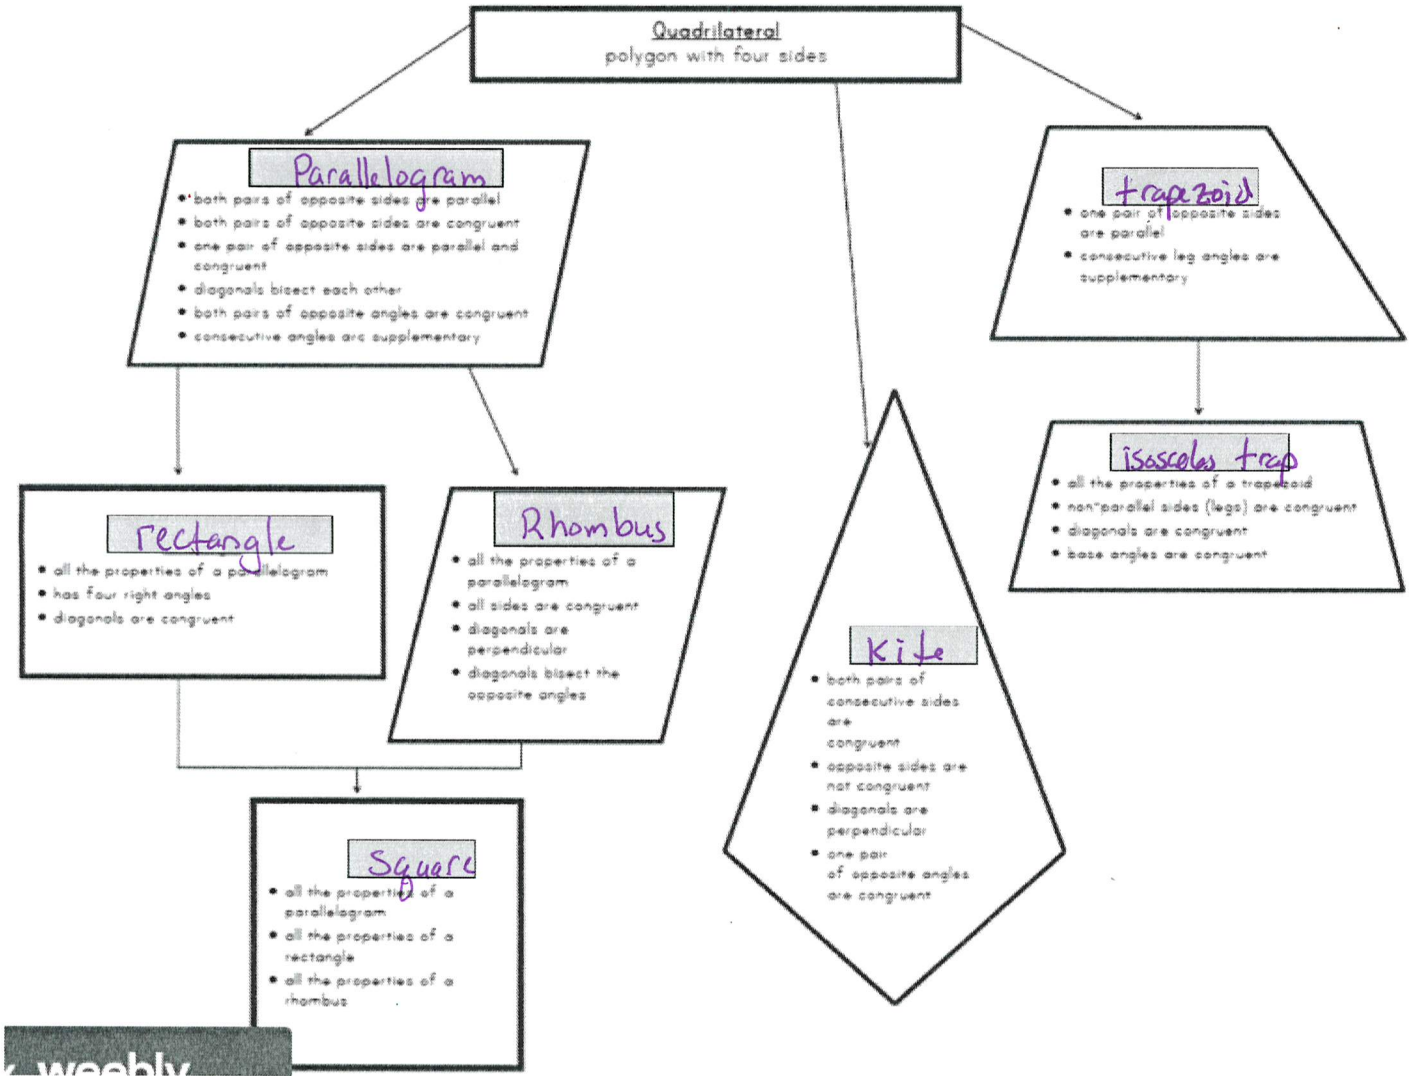 Quadrilateral
polygon with four sides
Parallelogram
both pairs of opposite sides are parallel
both pairs of opposite sides are congruent
one pair of opposite sides are parallel and
congruent
diagonals bisect each other
both pairs of opposite angles are congruent
consecutive angles are supplementary
trapezoid
one pair of opposite sides
are parallel
consecutive leg angles are
supplementary
isosceles trap
all the properties of a trapezoid
non-parallel sides (legs) are congruent
diagonals are congruent
base angles are congruent
rectangle
all the properties of a parallelogram
has four right angles
diagonals are congruent
Rhombus
all the properties of a
parallelogram
all sides are congruent
diagonals are
perpendicular
diagonals bisect the
opposite angles
Kite
both pairs of
consecutive sides
are
congruent
opposite sides are
not congruent
diagonals are
perpendicular
one pair
of opposite angles
are congruent
Square
all the properties of a
parallelogram
all the properties of a
rectangle
all the properties of a
rhombus
weebly